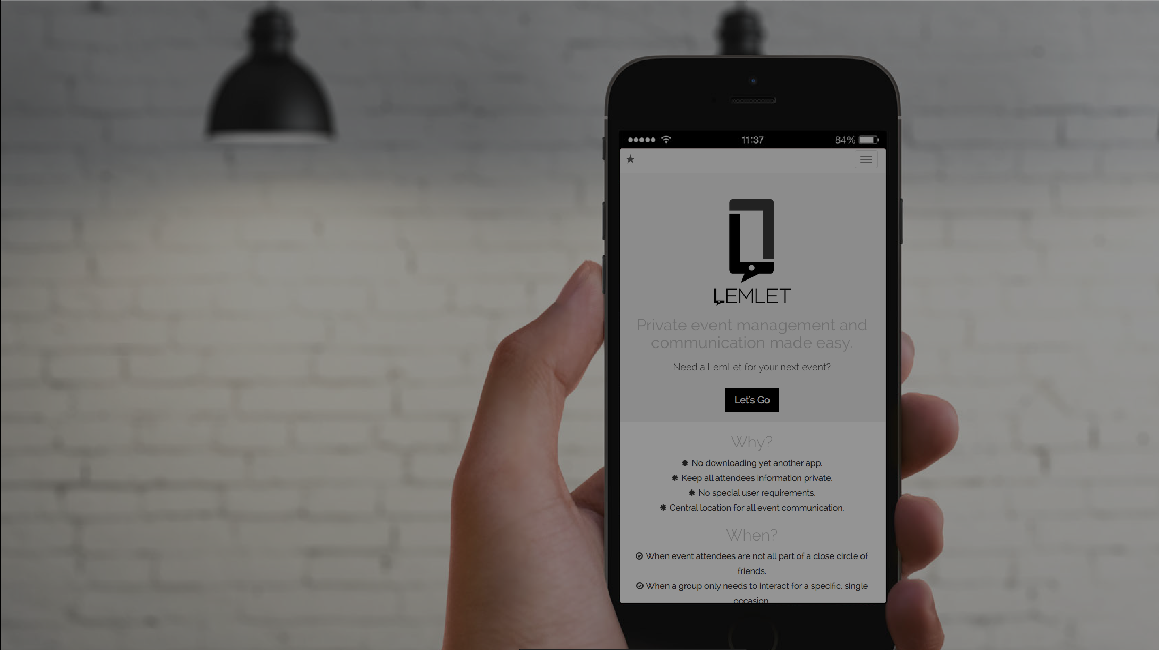 11:37
84%
LEMLET
Private event management and
communication made easy.
Need a LemLet for your next event?
Let's Go
Why?
No downloading yet another app.
Keep all attendees information private.
No special user requirements.
Central location for all event communication.
When?
When event attendees are not all part of a close circle of
friends.
When a group only needs to interact for a specific, single
occasion